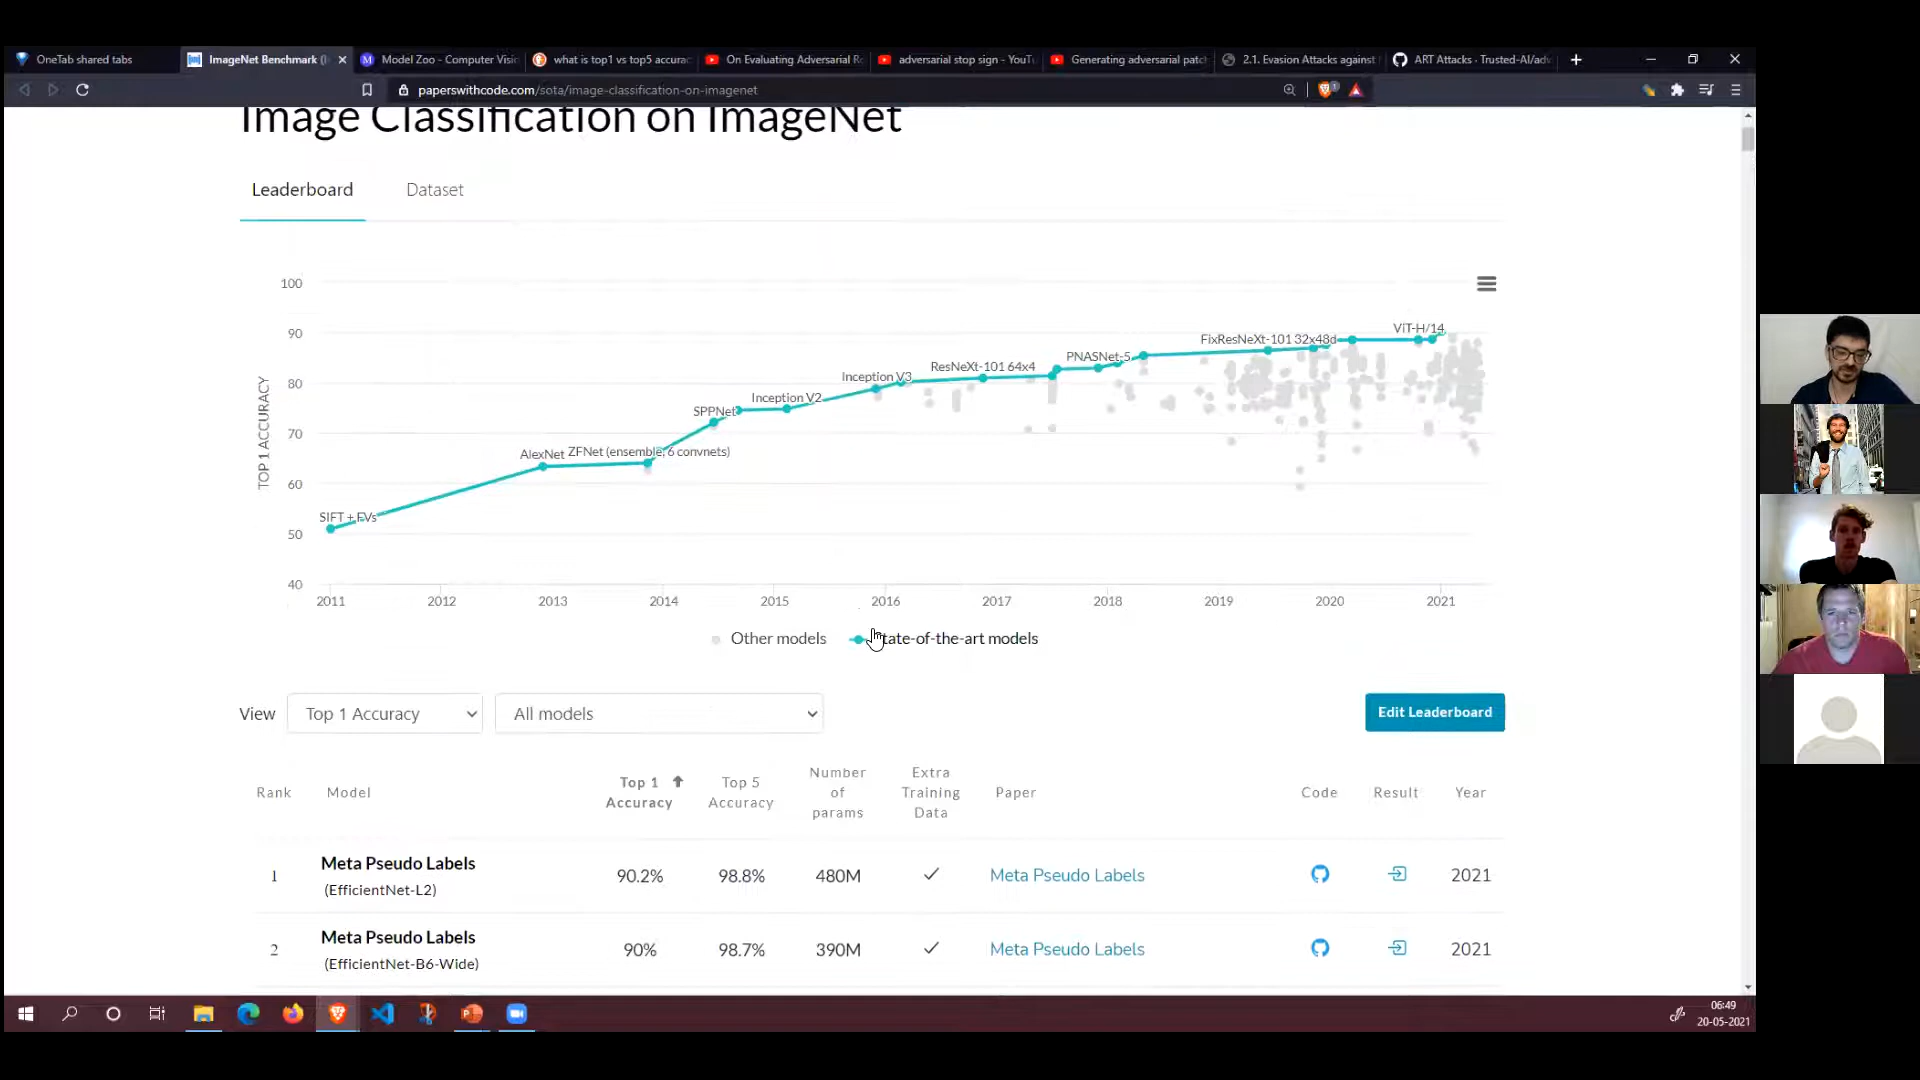 OneTab shared tabs
ImageNet Benchmark (I
Model Zoo - Computer Visi
what is top1 vs top5 accurac
On Evaluating Adversarial Ro
adversarial stop sign - YouTu
Generating adversarial patch
2.1. Evasion Attacks against
ART Attacks · Trusted-AI/adv
paperswithcode.com/sota/image-classification-on-imagenet
Image Classification on ImageNet
Leaderboard
Dataset
TOP 1 ACCURACY
100
90
80
70
60
50
40
SIFT + FVs
AlexNet
ZFNet (ensemble, 6 convnets)
SPPNet
Inception V2
Inception V3
ResNeXt-101 64x4
PNASNet-5
FixResNeXt-101 32x48d
ViT-H/14
2011
2012
2013
2014
2015
2016
2017
2018
2019
2020
2021
Other models
tate-of-the-art models
View
Top 1 Accuracy
All models
Edit Leaderboard
Rank
Model
Top 1
Accuracy
Top 5
Accuracy
Number
of
params
Extra
Training
Data
Paper
Code
Result
Year
1
Meta Pseudo Labels
(EfficientNet-L2)
90.2%
98.8%
480M
Meta Pseudo Labels
2021
2
Meta Pseudo Labels
(EfficientNet-B6-Wide)
90%
98.7%
390M
Meta Pseudo Labels
2021
06:49
20-05-2021